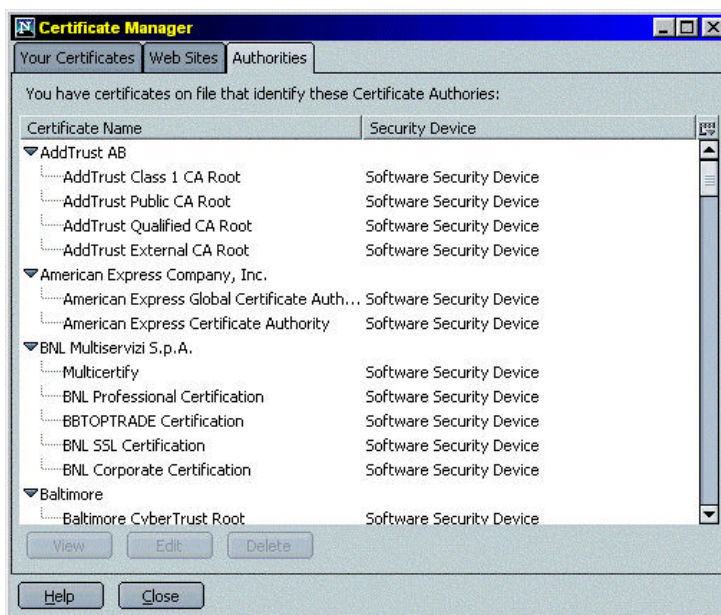 N Certificate Manager
Your Certificates Web Sites Authorities
You have certificates on file that identify these Certificate Authories:
Certificate Name Security Device
AddTrust AB
AddTrust Class 1 CA Root Software Security Device
AddTrust Public CA Root Software Security Device
AddTrust Qualified CA Root Software Security Device
AddTrust External CA Root Software Security Device
American Express Company, Inc.
American Express Global Certificate Auth... Software Security Device
American Express Certificate Authority Software Security Device
BNL Multiservizi S.p.A.
Multicertify Software Security Device
BNL Professional Certification Software Security Device
BBTOPTRADE Certification Software Security Device
BNL SSL Certification Software Security Device
BNL Corporate Certification Software Security Device
Baltimore
Baltimore CyberTrust Root Software Security Device
View Edit Delete
Help Close